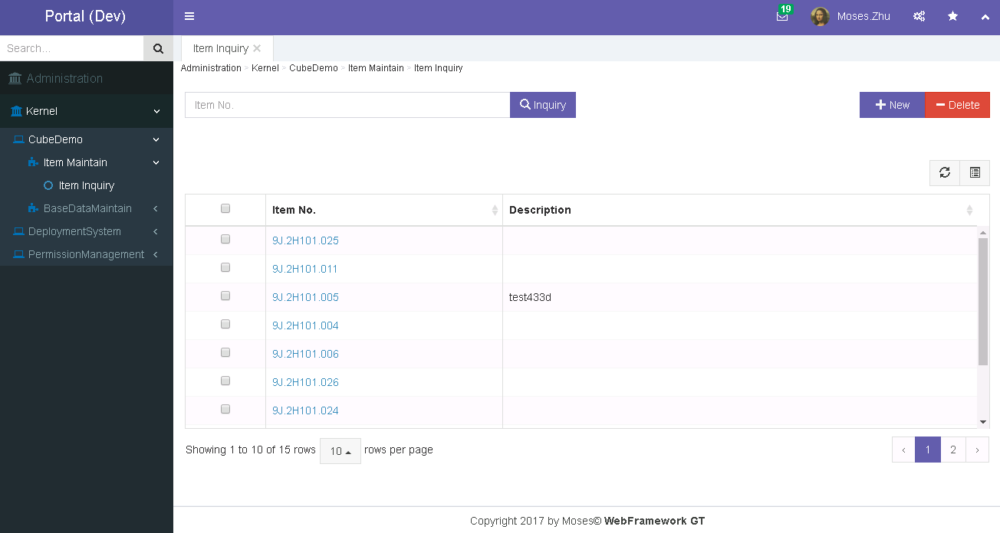 Portal (Dev)
19
Moses.Zhu
Search...
Item Inquiry
Administration > Kernel > CubeDemo > Item Maintain > Item Inquiry
Administration
Kernel
CubeDemo
Item Maintain
Item Inquiry
BaseDataMaintain
DeploymentSystem
PermissionManagement
Item No.
Inquiry
New
Delete
Item No. Description
9J.2H101.025
9J.2H101.011
9J.2H101.005 test433d
9J.2H101.004
9J.2H101.006
9J.2H101.026
9J.2H101.024
Showing 1 to 10 of 15 rows 10 rows per page
‹ 1 2 ›
Copyright 2017 by Moses© WebFramework GT